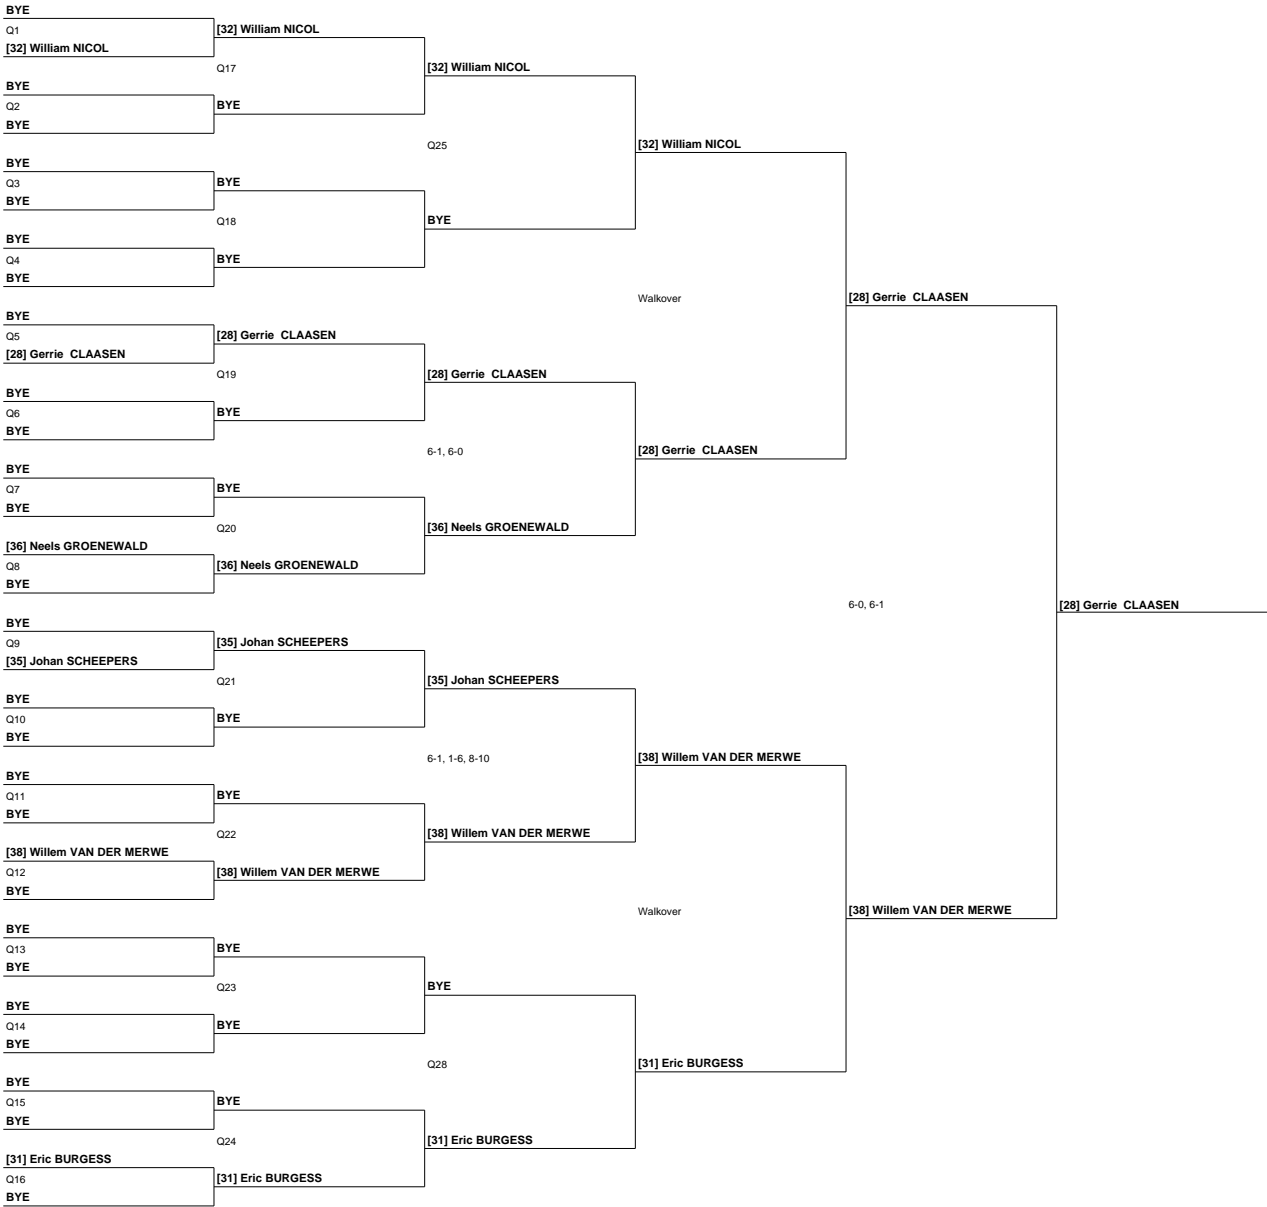 BYE
Q1
[32] William NICOL
BYE
Q2
BYE
BYE
Q3
BYE
BYE
Q4
BYE
BYE
Q5
[28] Gerrie  CLAASEN
BYE
Q6
BYE
BYE
Q7
BYE
[36] Neels GROENEWALD
Q8
BYE
BYE
Q9
[35] Johan SCHEEPERS
BYE
Q10
BYE
BYE
Q11
BYE
[38] Willem VAN DER MERWE
Q12
BYE
BYE
Q13
BYE
BYE
Q14
BYE
BYE
Q15
BYE
[31] Eric BURGESS
Q16
BYE
[32] William NICOL
Q17
BYE
BYE
Q18
BYE
[28] Gerrie  CLAASEN
Q19
BYE
BYE
Q20
[36] Neels GROENEWALD
[35] Johan SCHEEPERS
Q21
BYE
BYE
Q22
[38] Willem VAN DER MERWE
BYE
Q23
BYE
BYE
Q24
[31] Eric BURGESS
[32] William NICOL
Q25
BYE
[28] Gerrie  CLAASEN
6-1, 6-0
[36] Neels GROENEWALD
[35] Johan SCHEEPERS
6-1, 1-6, 8-10
[38] Willem VAN DER MERWE
BYE
Q28
[31] Eric BURGESS
[32] William NICOL
Walkover
[28] Gerrie  CLAASEN
[38] Willem VAN DER MERWE
Walkover
[31] Eric BURGESS
[28] Gerrie  CLAASEN
6-0, 6-1
[38] Willem VAN DER MERWE
[28] Gerrie  CLAASEN